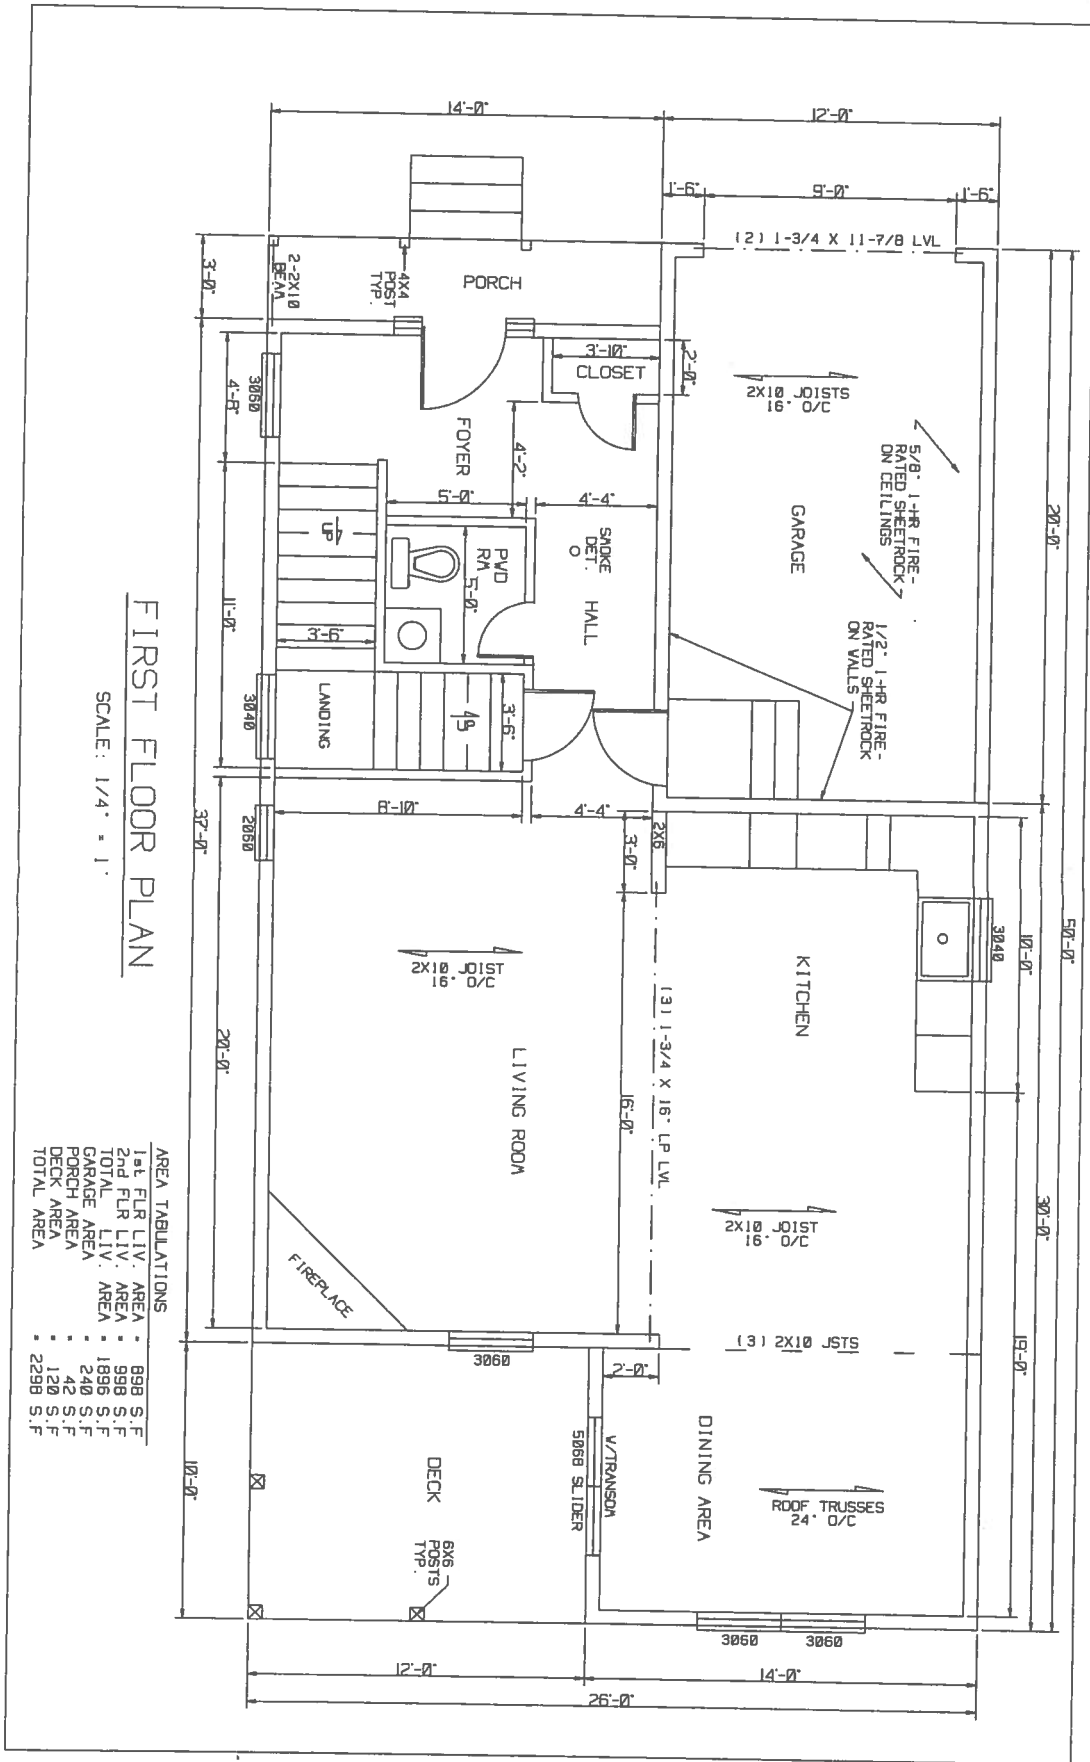 14'-0"
12'-0"
1'-6"
9'-0"
1'-6"
(2) 1-3/4 X 11-7/8 LVL
3'-0"
2-2X10
BEAM
4X4
POST
TYP.
PORCH
3'-10"
CLOSET
2'-0"
2X10 JOISTS
16" O/C
5/8" 1-HR FIRE-
RATED SHEETROCK
ON CEILINGS
20'-0"
3060
4'-8"
FOYER
4'-2"
5'-0"
4'-4"
GARAGE
UP
PWD
RM
5'-0"
SMOKE
DET.
HALL
1/2" 1-HR FIRE-
RATED SHEETROCK
ON WALLS
11'-0"
3'-6"
LANDING
3040
UP
3'-6"
8'-10"
4'-4"
2X6
3'-0"
2060
37'-0"
FIRST FLOOR PLAN
SCALE: 1/4" = 1'
2X10 JOIST
16" O/C
(3) 1-3/4 X 16" LP LVL
KITCHEN
3040
10'-0"
50'-0"
20'-0"
LIVING ROOM
16'-0"
2X10 JOIST
16" O/C
30'-0"
FIREPLACE
3060
2'-0"
(3) 2X10 JSTS
19'-0"
DINING AREA
W/TRANSOM
5068 SLIDER
DECK
ROOF TRUSSES
24" O/C
10'-0"
6X6
POSTS
TYP.
3060
3060
12'-0"
14'-0"
26'-0"
AREA TABULATIONS
1st FLR LIV. AREA = 898 S.F
2nd FLR LIV. AREA = 998 S.F
TOTAL LIV. AREA = 1896 S.F
GARAGE AREA = 240 S.F
PORCH AREA = 42 S.F
DECK AREA = 120 S.F
TOTAL AREA = 2298 S.F